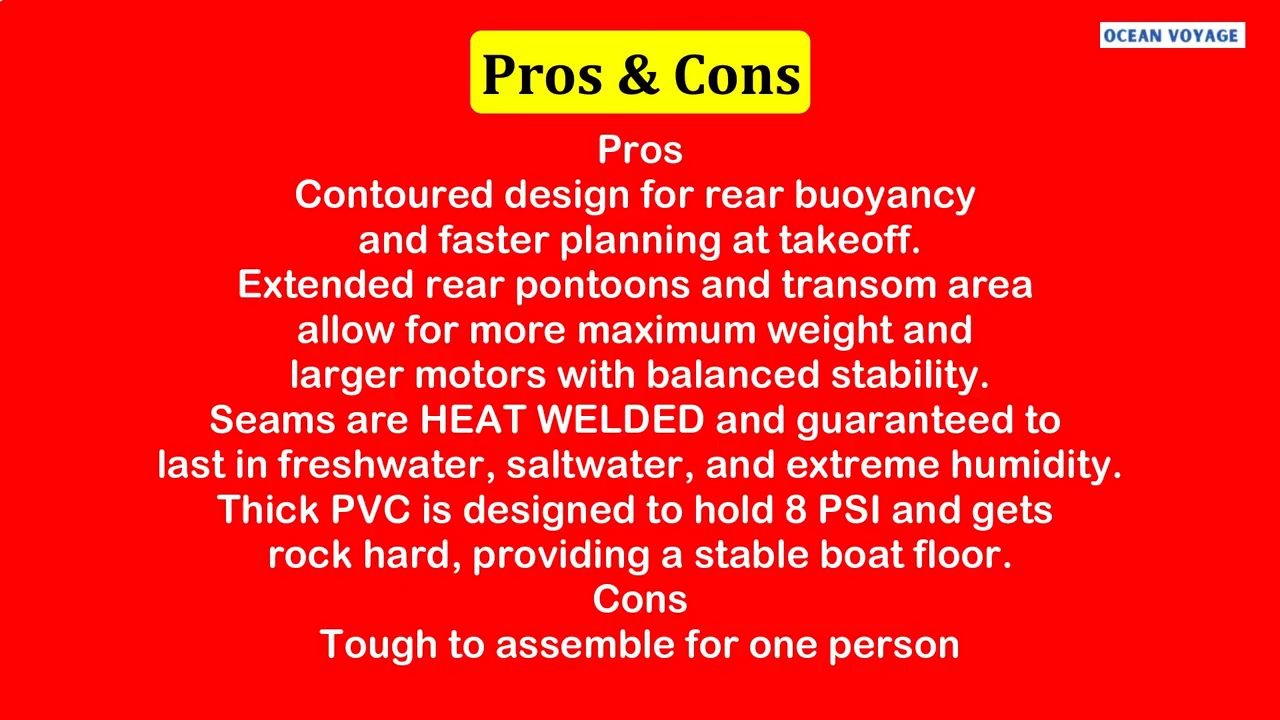 OCEAN VOYAGE
Pros & Cons
Pros
Contoured design for rear buoyancy
and faster planning at takeoff.
Extended rear pontoons and transom area
allow for more maximum weight and
larger motors with balanced stability.
Seams are HEAT WELDED and guaranteed to
last in freshwater, saltwater, and extreme humidity.
Thick PVC is designed to hold 8 PSI and gets
rock hard, providing a stable boat floor.
Cons
Tough to assemble for one person